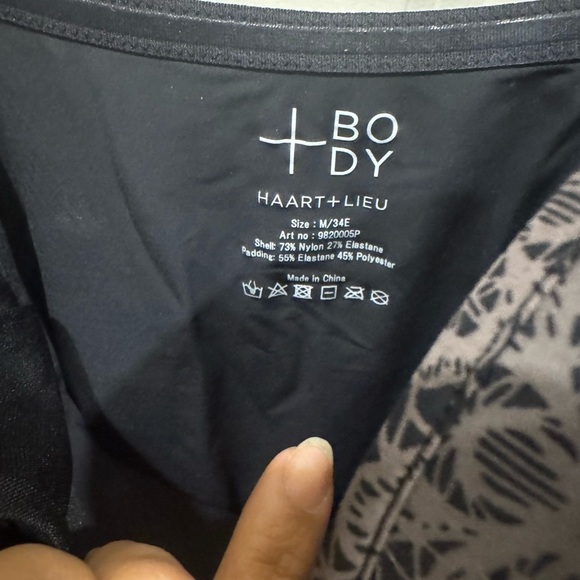 BO
DY
HAART+LIEU
Size : M/34E
Art no : 9820005P
Shell: 73% Nylon 27% Elastane
Padding: 55% Elastane 45% Polyester
Made in China